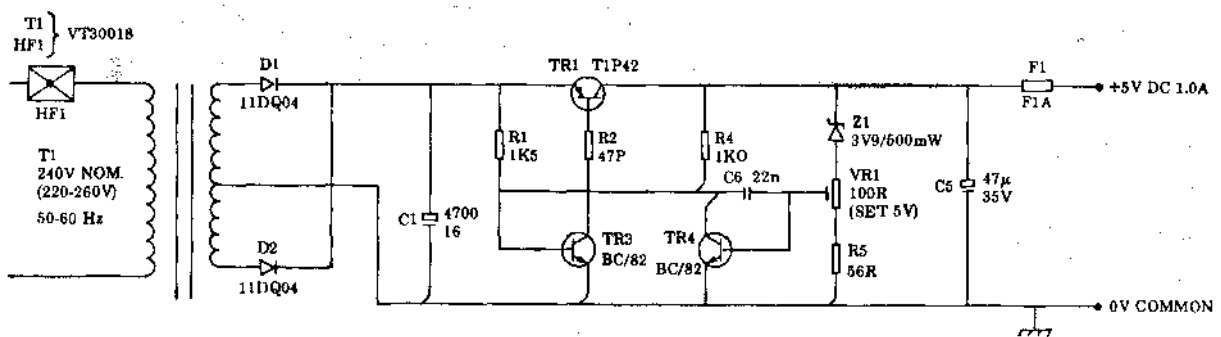 T1
HF1
VT30018
HF1
T1
240V NOM.
(220-260V)
50-60 Hz
D1
11DQ04
D2
11DQ04
C1
4700
16
R1
1K5
TR1 T1P42
R2
47P
TR3
BC/82
R4
1K0
C6 22n
TR4
BC/82
Z1
3V9/500mW
VR1
100R
(SET 5V)
R5
56R
C5
47µ
35V
F1
F1A
+5V DC 1.0A
0V COMMON